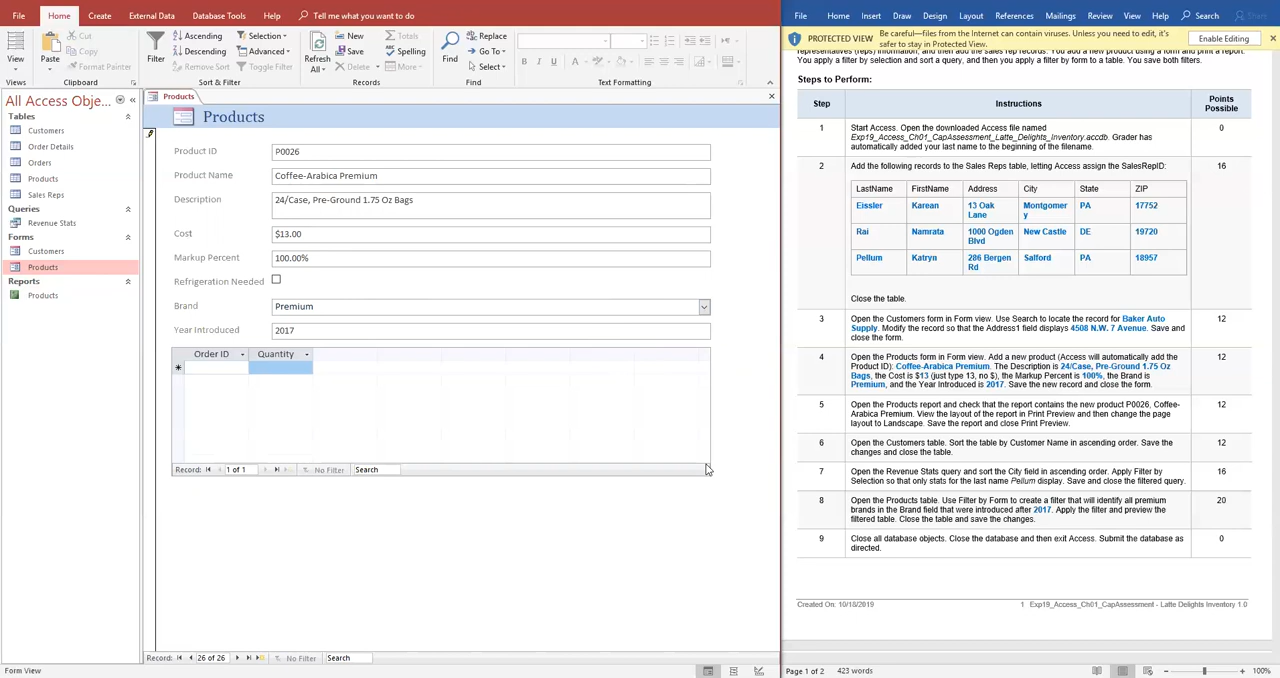 File Home Create External Data Database Tools Help Tell me what you want to do
View
Views
Paste
Cut
Copy
Format Painter
Clipboard
Filter
Ascending
Descending
Remove Sort
Selection
Advanced
Toggle Filter
Sort & Filter
Refresh
All
New
Save
Delete
Totals
Spelling
More
Records
Find
Replace
Go To
Select
Find
B I U A
Text Formatting
All Access Obje...
Tables
Customers
Order Details
Orders
Products
Sales Reps
Queries
Revenue Stats
Forms
Customers
Products
Reports
Products
Products
Products
Product ID P0026
Product Name Coffee-Arabica Premium
Description 24/Case, Pre-Ground 1.75 Oz Bags
Cost $13.00
Markup Percent 100.00%
Refrigeration Needed
Brand Premium
Year Introduced 2017
Order ID Quantity
Record: 1 of 1 No Filter Search
Record: 26 of 26 No Filter Search
Form View
File Home Insert Draw Design Layout References Mailings Review View Help Search Share
PROTECTED VIEW Be careful—files from the Internet can contain viruses. Unless you need to edit, it's
safer to stay in Protected View.
Enable Editing
representatives (reps) information, and then add the sales rep records. You add a new product using a form and print a report.
You apply a filter by selection and sort a query, and then you apply a filter by form to a table. You save both filters.
Steps to Perform:
Step Instructions Points
Possible
1 Start Access. Open the downloaded Access file named 0
Exp19_Access_Ch01_CapAssessment_Latte_Delights_Inventory.accdb. Grader has
automatically added your last name to the beginning of the filename.
2 Add the following records to the Sales Reps table, letting Access assign the SalesRepID: 16
LastName FirstName Address City State ZIP
Eissler Karean 13 Oak Montgomer PA 17752
Lane y
Rai Namrata 1000 Ogden New Castle DE 19720
Blvd
Pellum Katryn 286 Bergen Salford PA 18957
Rd
Close the table.
3 Open the Customers form in Form view. Use Search to locate the record for Baker Auto 12
Supply. Modify the record so that the Address1 field displays 4508 N.W. 7 Avenue. Save and
close the form.
4 Open the Products form in Form view. Add a new product (Access will automatically add the 12
Product ID): Coffee-Arabica Premium. The Description is 24/Case, Pre-Ground 1.75 Oz
Bags, the Cost is $13 (just type 13, no $), the Markup Percent is 100%, the Brand is
Premium, and the Year Introduced is 2017. Save the new record and close the form.
5 Open the Products report and check that the report contains the new product P0026, Coffee- 12
Arabica Premium. View the layout of the report in Print Preview and then change the page
layout to Landscape. Save the report and close Print Preview.
6 Open the Customers table. Sort the table by Customer Name in ascending order. Save the 12
changes and close the table.
7 Open the Revenue Stats query and sort the City field in ascending order. Apply Filter by 16
Selection so that only stats for the last name Pellum display. Save and close the filtered query.
8 Open the Products table. Use Filter by Form to create a filter that will identify all premium 20
brands in the Brand field that were introduced after 2017. Apply the filter and preview the
filtered table. Close the table and save the changes.
9 Close all database objects. Close the database and then exit Access. Submit the database as 0
directed.
Created On: 10/18/2019 1 Exp19_Access_Ch01_CapAssessment - Latte Delights Inventory 1.0
Page 1 of 2 423 words 100%